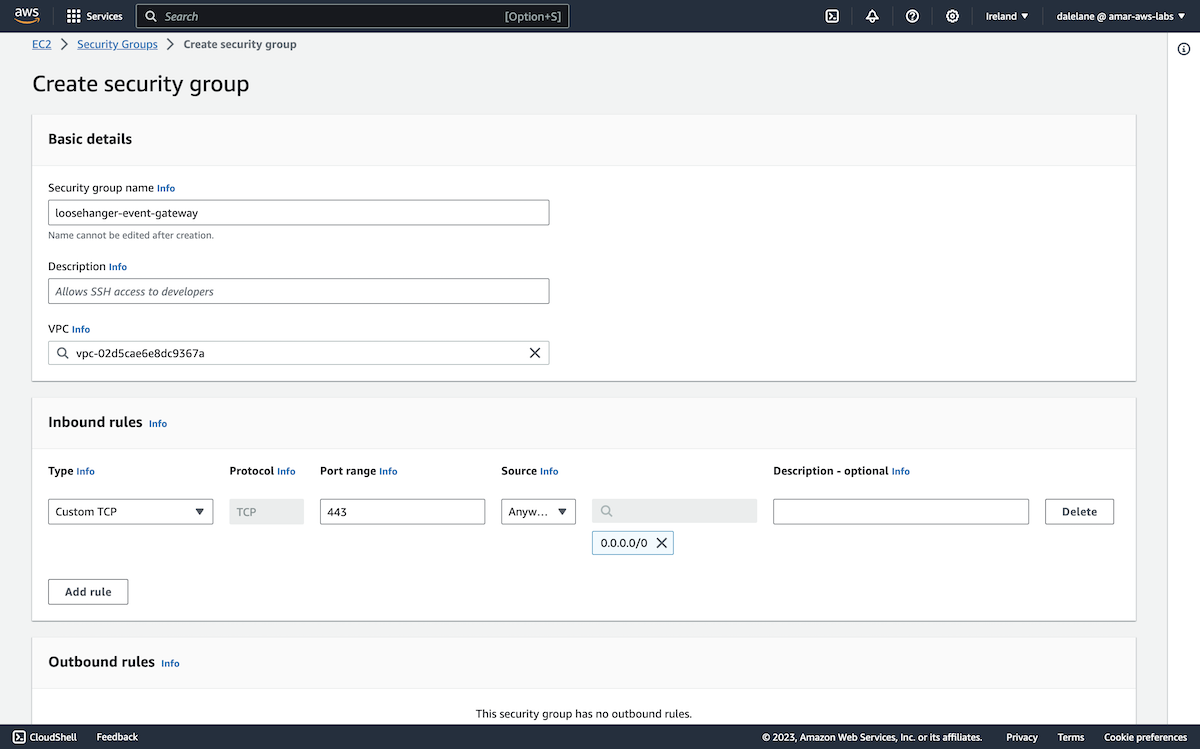 aws Services Search [Option+S] Ireland ▼ dalelane @ amar-aws-labs ▼
EC2 > Security Groups > Create security group
Create security group
Basic details
Security group name Info
loosehanger-event-gateway
Name cannot be edited after creation.
Description Info
Allows SSH access to developers
VPC Info
vpc-02d5cae6e8dc9367a
Inbound rules Info
Type Info Protocol Info Port range Info Source Info Description - optional Info
Custom TCP TCP 443 Anyw... Delete
0.0.0.0/0
Add rule
Outbound rules Info
This security group has no outbound rules.
CloudShell Feedback © 2023, Amazon Web Services, Inc. or its affiliates. Privacy Terms Cookie preferences